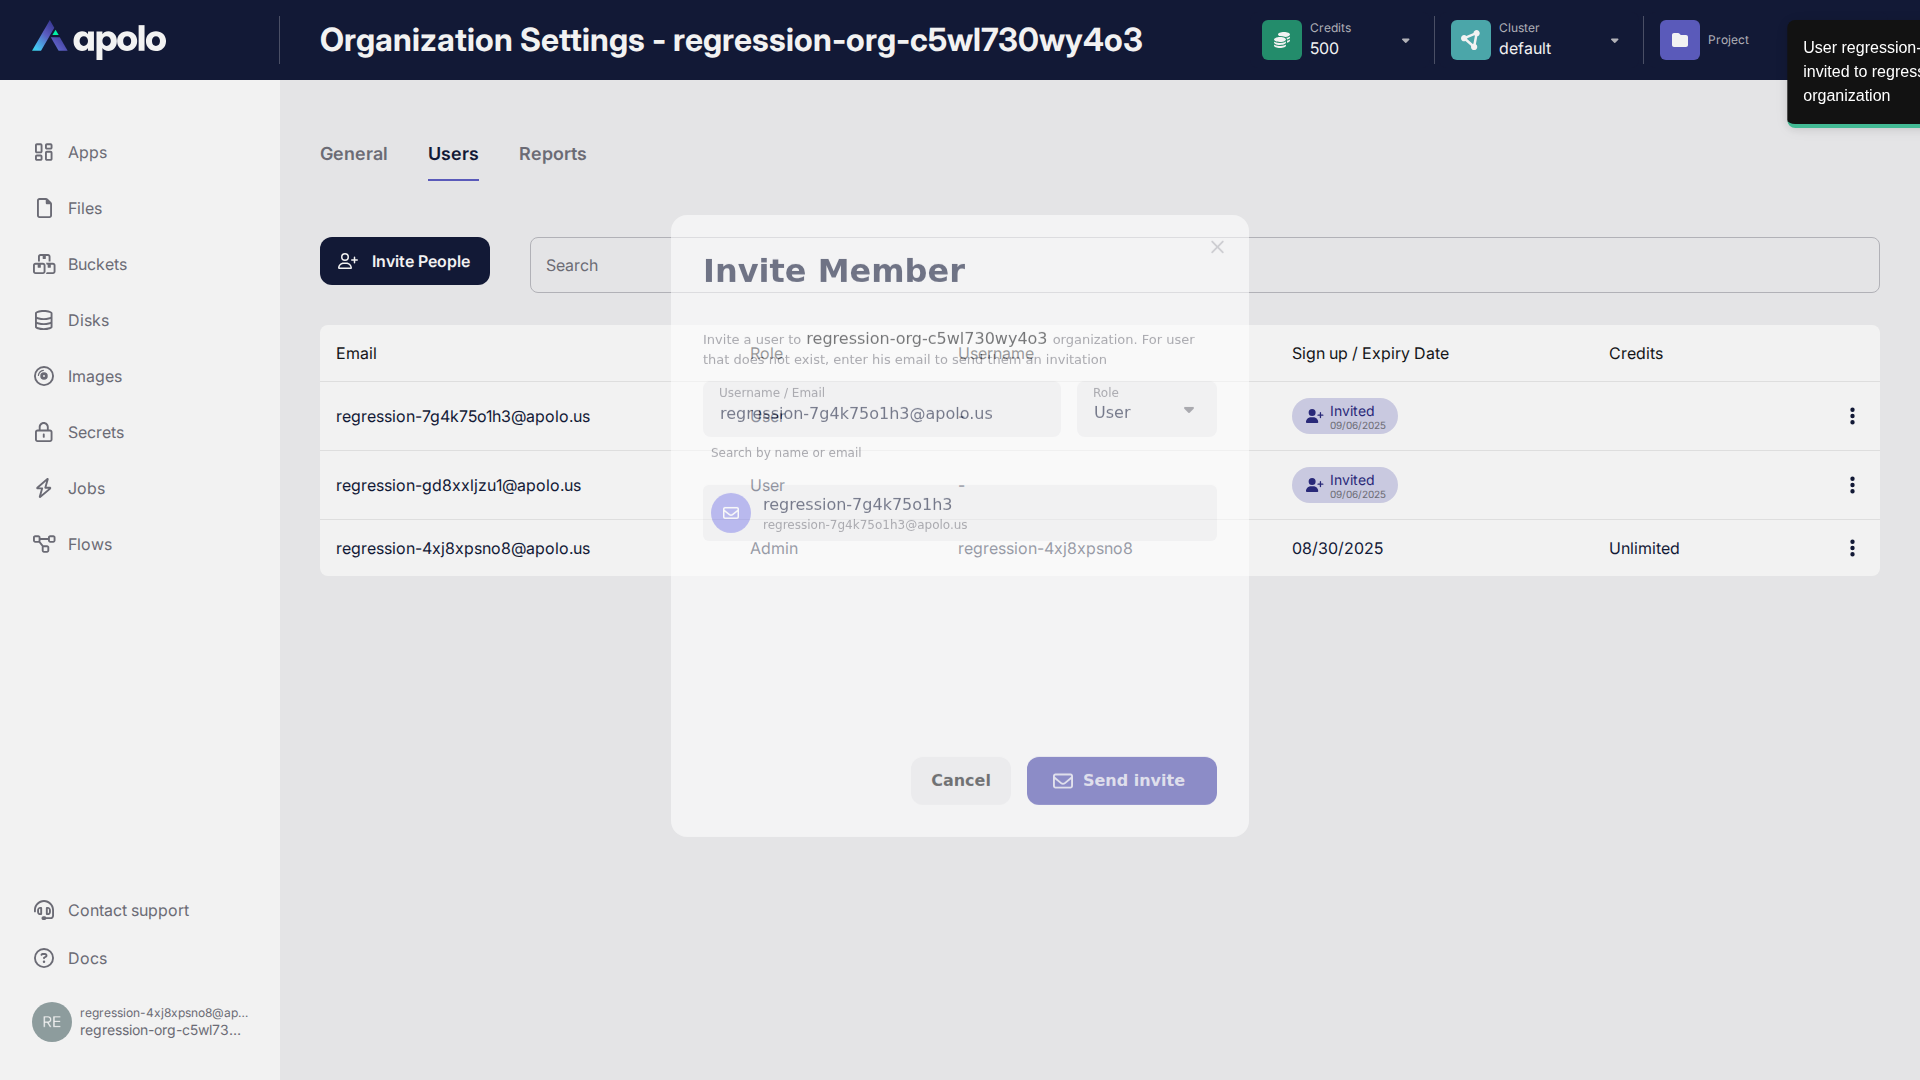 apolo
Organization Settings - regression-org-c5wl730wy4o3
Credits
500
Cluster
default
Project
User regression-
invited to regress
organization
Apps
Files
Buckets
Disks
Images
Secrets
Jobs
Flows
Contact support
Docs
RE
regression-4xj8xpsno8@ap...
regression-org-c5wl73...
General
Users
Reports
Invite People
Search
Email
Role
Username
Sign up / Expiry Date
Credits
regression-7g4k75o1h3@apolo.us
User
-
Invited
09/06/2025
regression-gd8xxljzu1@apolo.us
User
-
Invited
09/06/2025
regression-4xj8xpsno8@apolo.us
Admin
regression-4xj8xpsno8
08/30/2025
Unlimited
Invite Member
Invite a user to regression-org-c5wl730wy4o3 organization. For user
that does not exist, enter his email to send them an invitation
Username / Email
regression-7g4k75o1h3@apolo.us
Role
User
Search by name or email
regression-7g4k75o1h3
regression-7g4k75o1h3@apolo.us
Cancel
Send invite